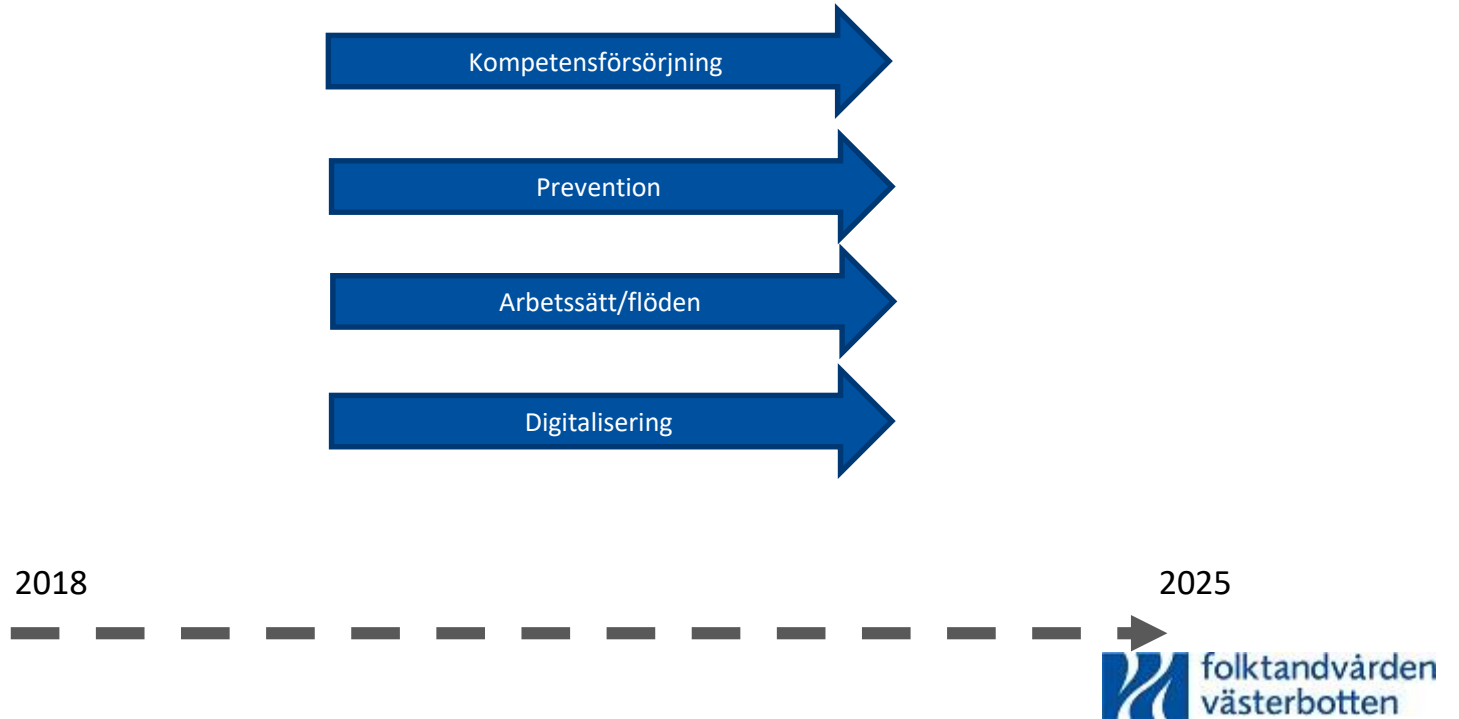 Kompetensförsörjning
Prevention
Arbetssätt/flöden
Digitalisering
2018
2025
folktandvården
västerbotten